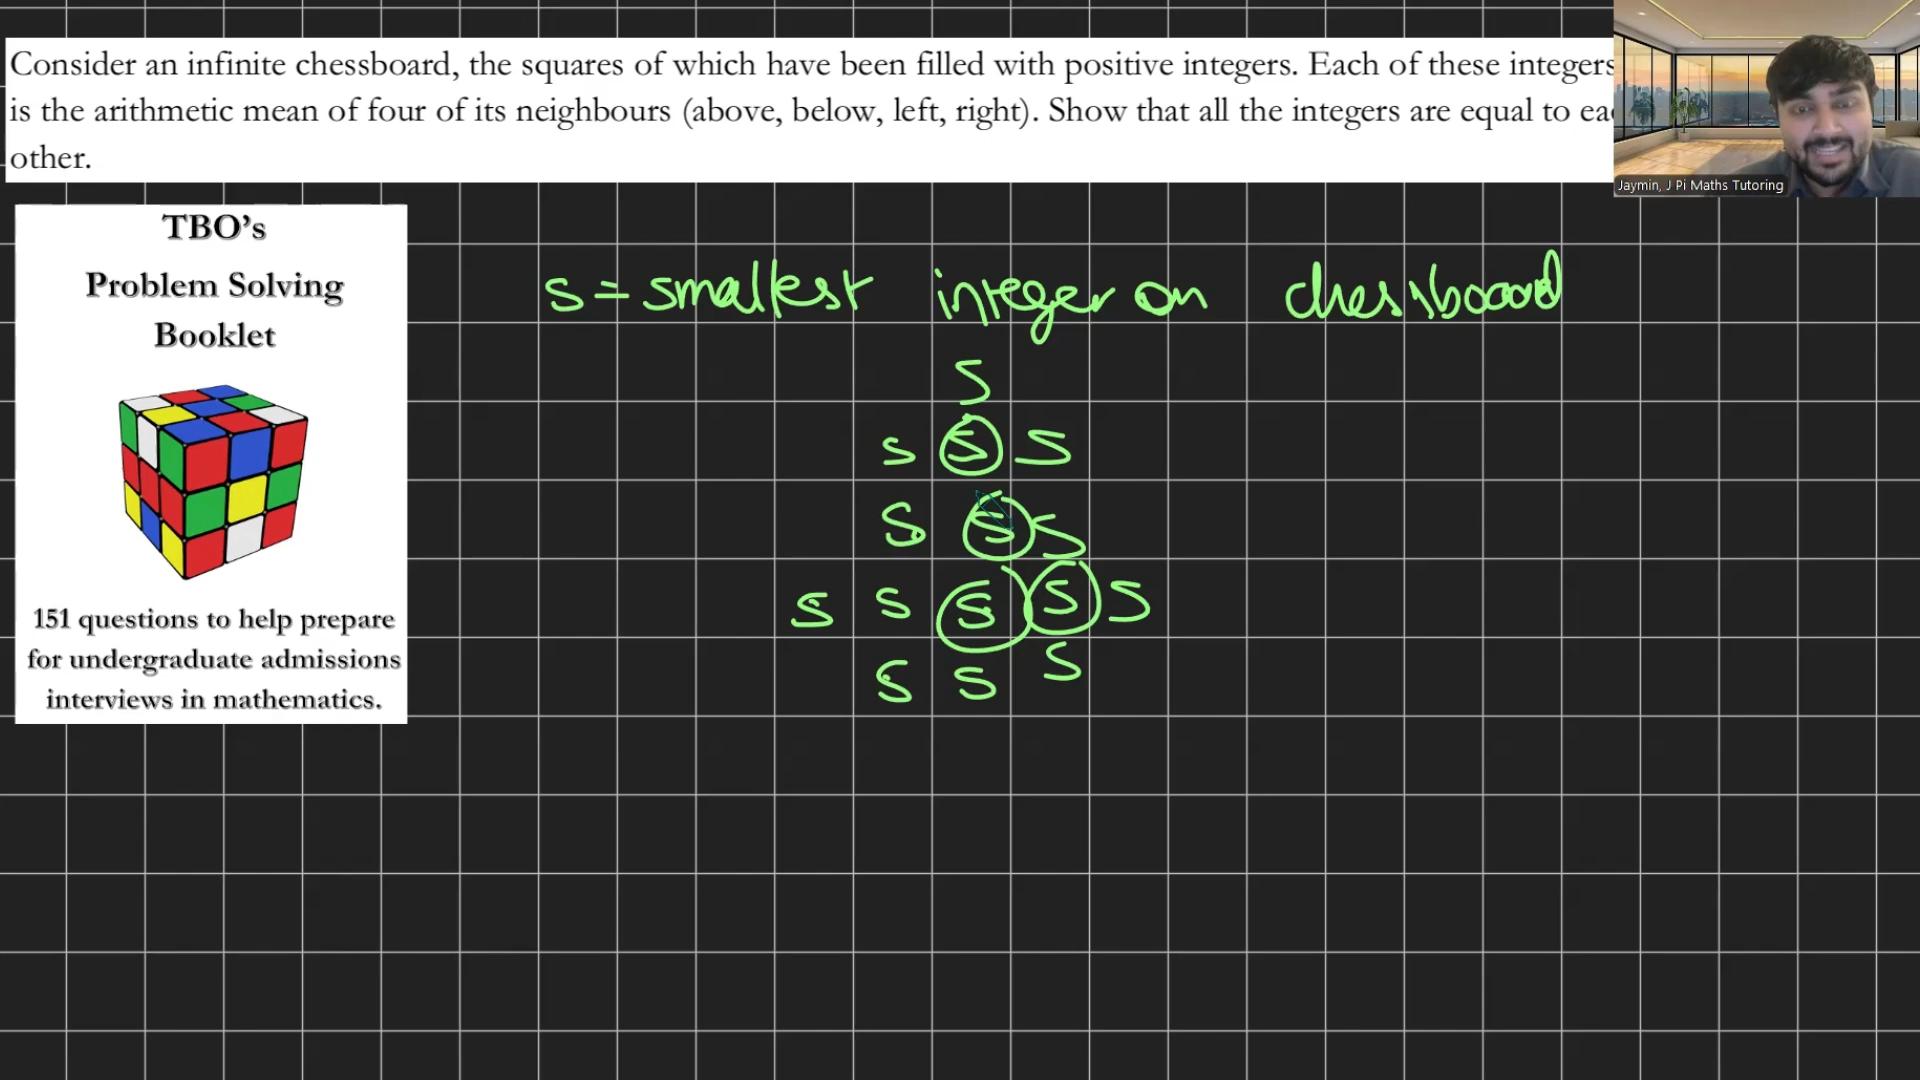 Consider an infinite chessboard, the squares of which have been filled with positive integers. Each of these integers
is the arithmetic mean of four of its neighbours (above, below, left, right). Show that all the integers are equal to ea
other.
Jaymin, J Pi Maths Tutoring
TBO's
Problem Solving
Booklet
151 questions to help prepare
for undergraduate admissions
interviews in mathematics.
s = smallest integer on chessboard
S
S S S
S S S
S S S S S
S S S